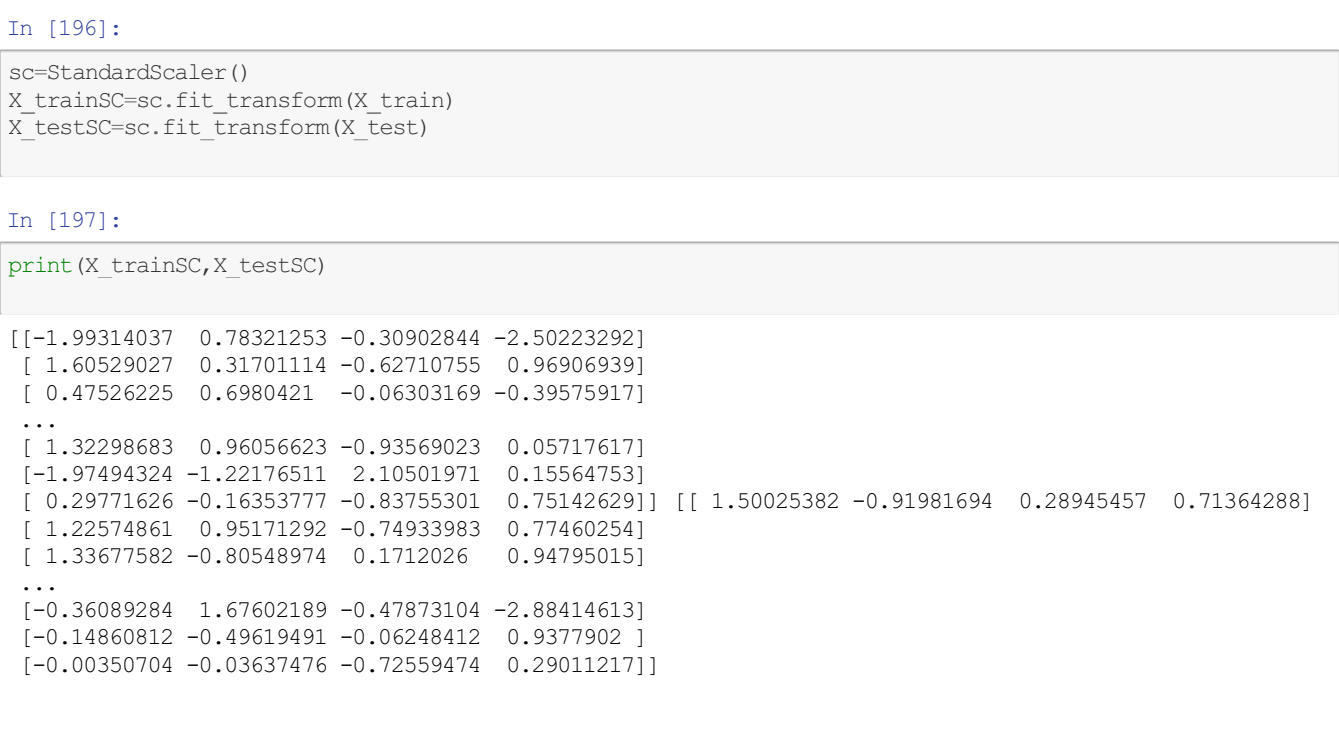 In [196]:
sc=StandardScaler()
X_trainSC=sc.fit_transform(X_train)
X_testSC=sc.fit_transform(X_test)
In [197]:
print(X_trainSC,X_testSC)
[[-1.99314037  0.78321253 -0.30902844 -2.50223292]
 [ 1.60529027  0.31701114 -0.62710755  0.96906939]
 [ 0.47526225  0.6980421  -0.06303169 -0.39575917]
 ...
 [ 1.32298683  0.96056623 -0.93569023  0.05717617]
 [-1.97494324 -1.22176511  2.10501971  0.15564753]
 [ 0.29771626 -0.16353777 -0.83755301  0.75142629]] [[ 1.50025382 -0.91981694  0.28945457  0.71364288]
 [ 1.22574861  0.95171292 -0.74933983  0.77460254]
 [ 1.33677582 -0.80548974  0.1712026   0.94795015]
 ...
 [-0.36089284  1.67602189 -0.47873104 -2.88414613]
 [-0.14860812 -0.49619491 -0.06248412  0.9377902 ]
 [-0.00350704 -0.03637476 -0.72559474  0.29011217]]